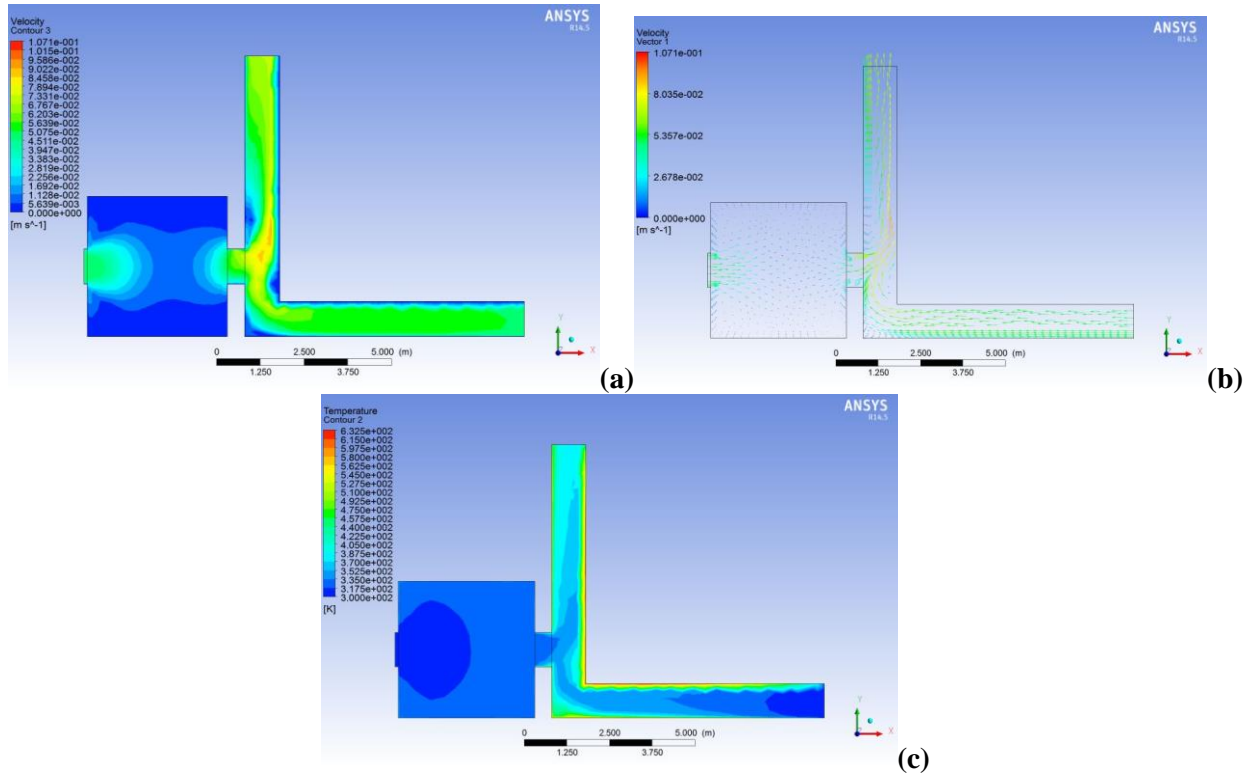 Velocity
Contour 3
1.071e-001
1.015e-001
9.586e-002
9.022e-002
8.458e-002
7.894e-002
7.331e-002
6.767e-002
6.203e-002
5.639e-002
5.075e-002
4.511e-002
3.947e-002
3.383e-002
2.819e-002
2.256e-002
1.692e-002
1.128e-002
5.639e-003
0.000e+000
[m s^-1]
ANSYS
R14.5
0 2.500 5.000 (m)
1.250 3.750
Y
X
Z
(a)
Velocity
Vector 1
1.071e-001
8.035e-002
5.357e-002
2.678e-002
0.000e+000
[m s^-1]
ANSYS
R14.5
0 2.500 5.000 (m)
1.250 3.750
Y
X
Z
(b)
Temperature
Contour 2
6.325e+002
6.150e+002
5.975e+002
5.800e+002
5.625e+002
5.450e+002
5.275e+002
5.100e+002
4.925e+002
4.750e+002
4.575e+002
4.400e+002
4.225e+002
4.050e+002
3.875e+002
3.700e+002
3.525e+002
3.350e+002
3.175e+002
3.000e+002
[K]
ANSYS
R14.5
0 2.500 5.000 (m)
1.250 3.750
Y
X
Z
(c)